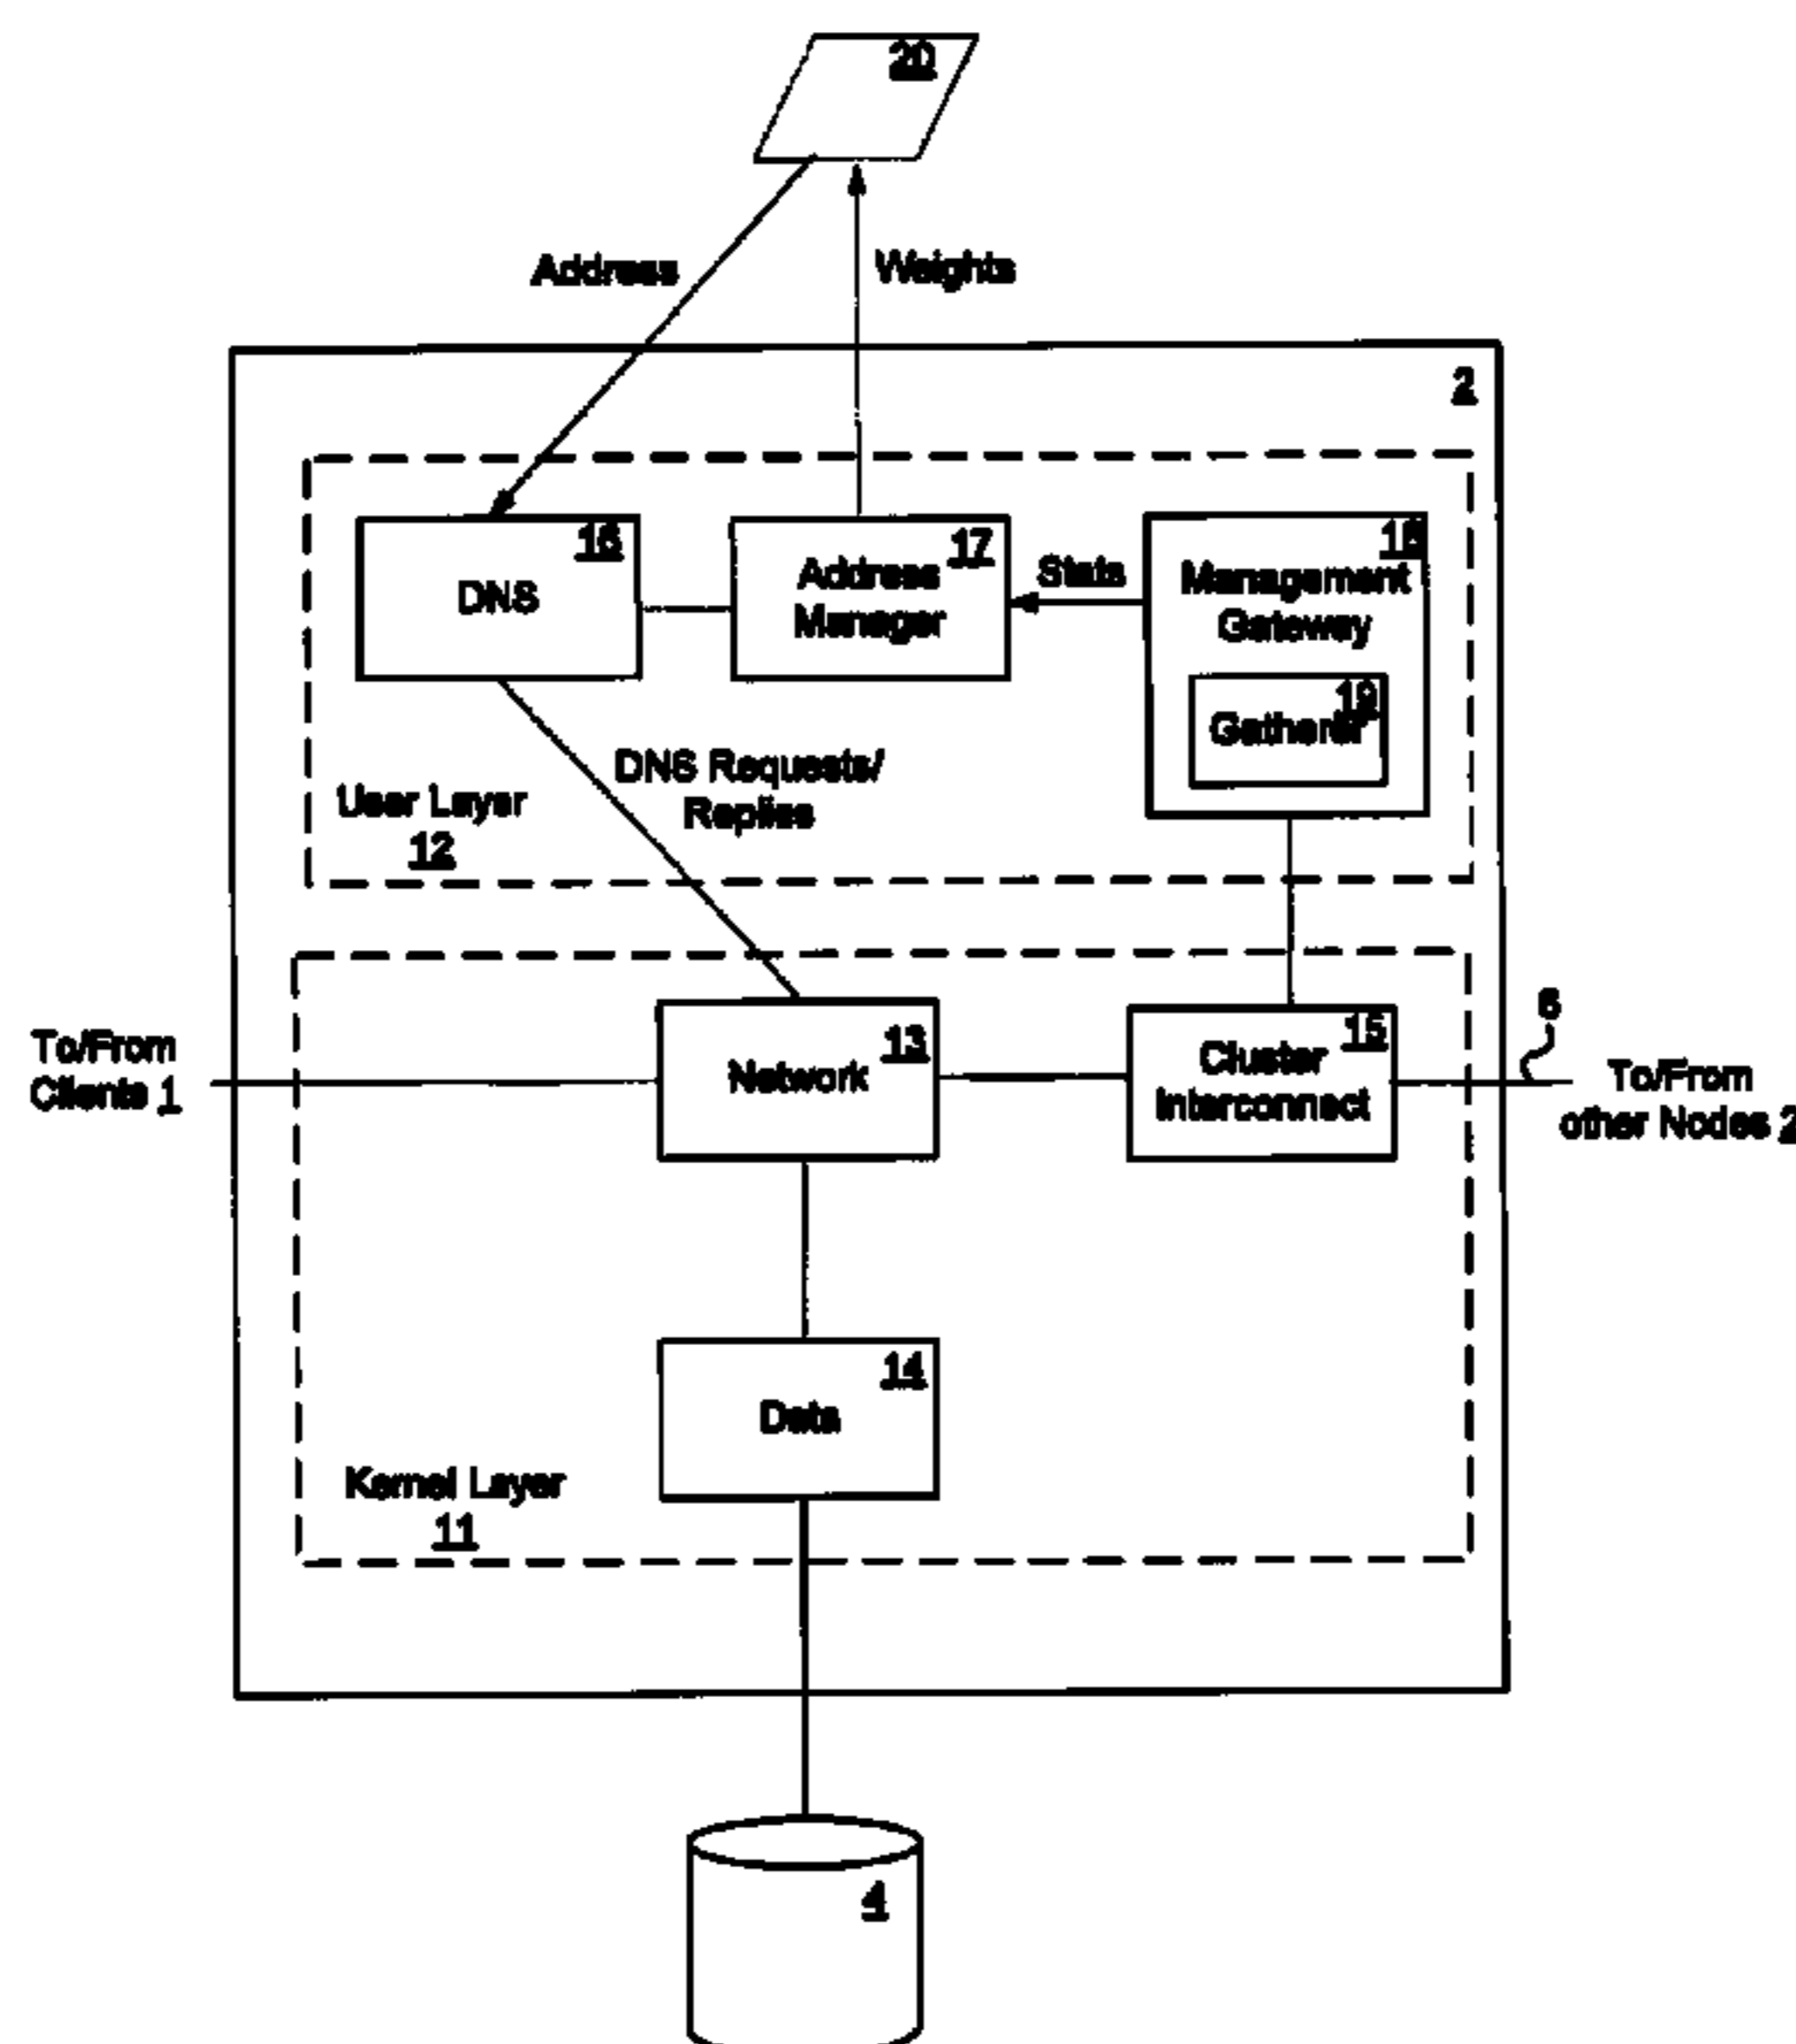 20
Address
Weights
2
16
DNS
17
Address
Manager
Stats
18
Management
Gateway
19
Gatherer
DNS Requests/
Replies
User Layer
12
To/From
Clients 1
13
Network
15
Cluster
Interconnect
6
To/From
other Nodes 2
14
Data
Kernel Layer
11
4